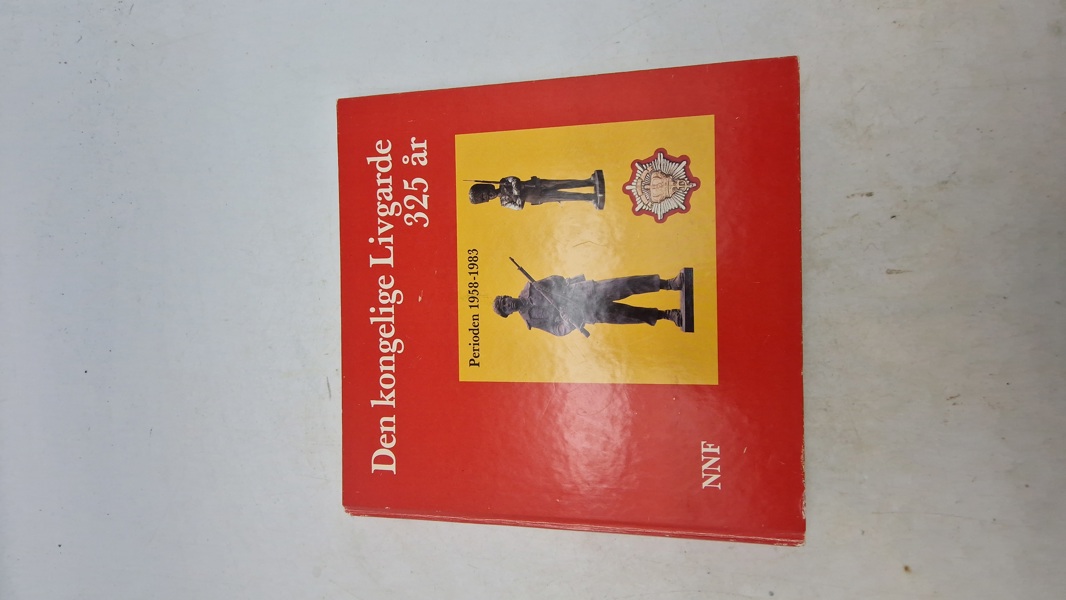 Den kongelige Livgarde
325 år
Perioden 1958-1983
NNF